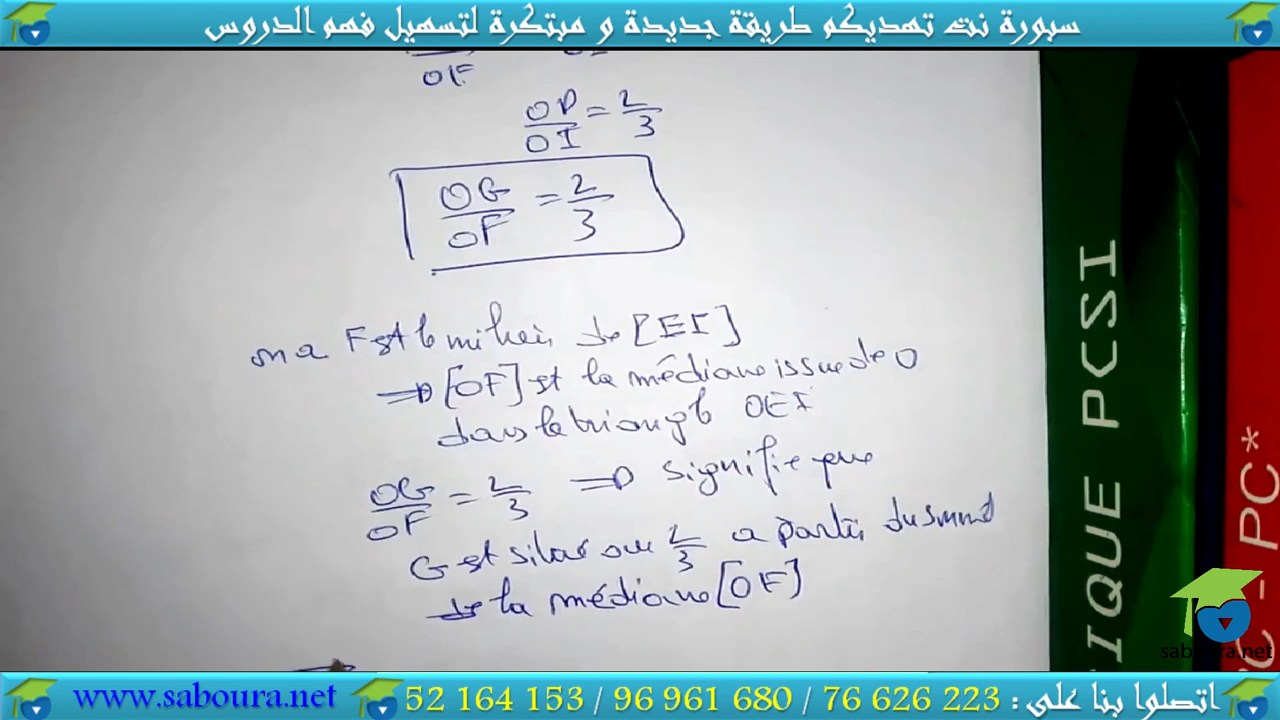 سبورة نت تهديكم طريقة جديدة و مبتكرة لتسهيل فهم الدروس
OF
OP/OI = 2/3
OG/OF = 2/3
on a F est le milieu de [EI]
⇒ [OF] est la médiane issue de O
dans le triangle OEI
OG/OF = 2/3 ⇒ signifie que
G est situé au 2/3 a partir du sommet
de la médiane [OF]
IQUE PCSI
C - PC*
saboura.net
www.saboura.net
اتصلوا بنا على : 52 164 153 / 96 961 680 / 76 626 223